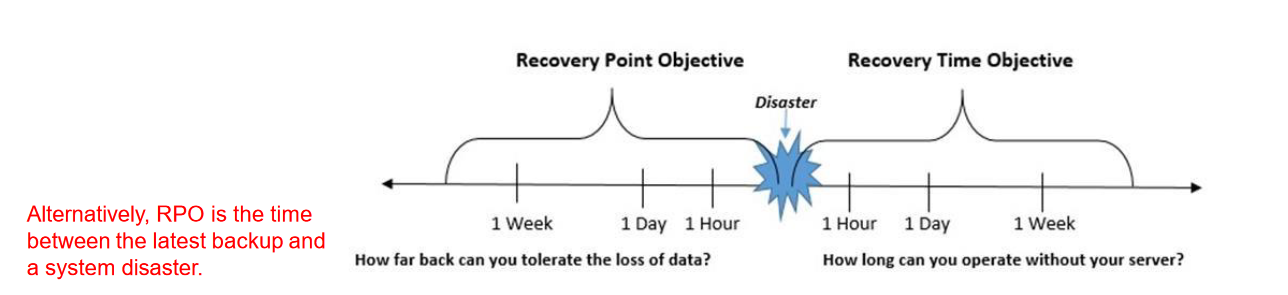 Recovery Point Objective
Recovery Time Objective
Disaster
1 Week
1 Day
1 Hour
1 Hour
1 Day
1 Week
How far back can you tolerate the loss of data?
How long can you operate without your server?
Alternatively, RPO is the time
between the latest backup and
a system disaster.